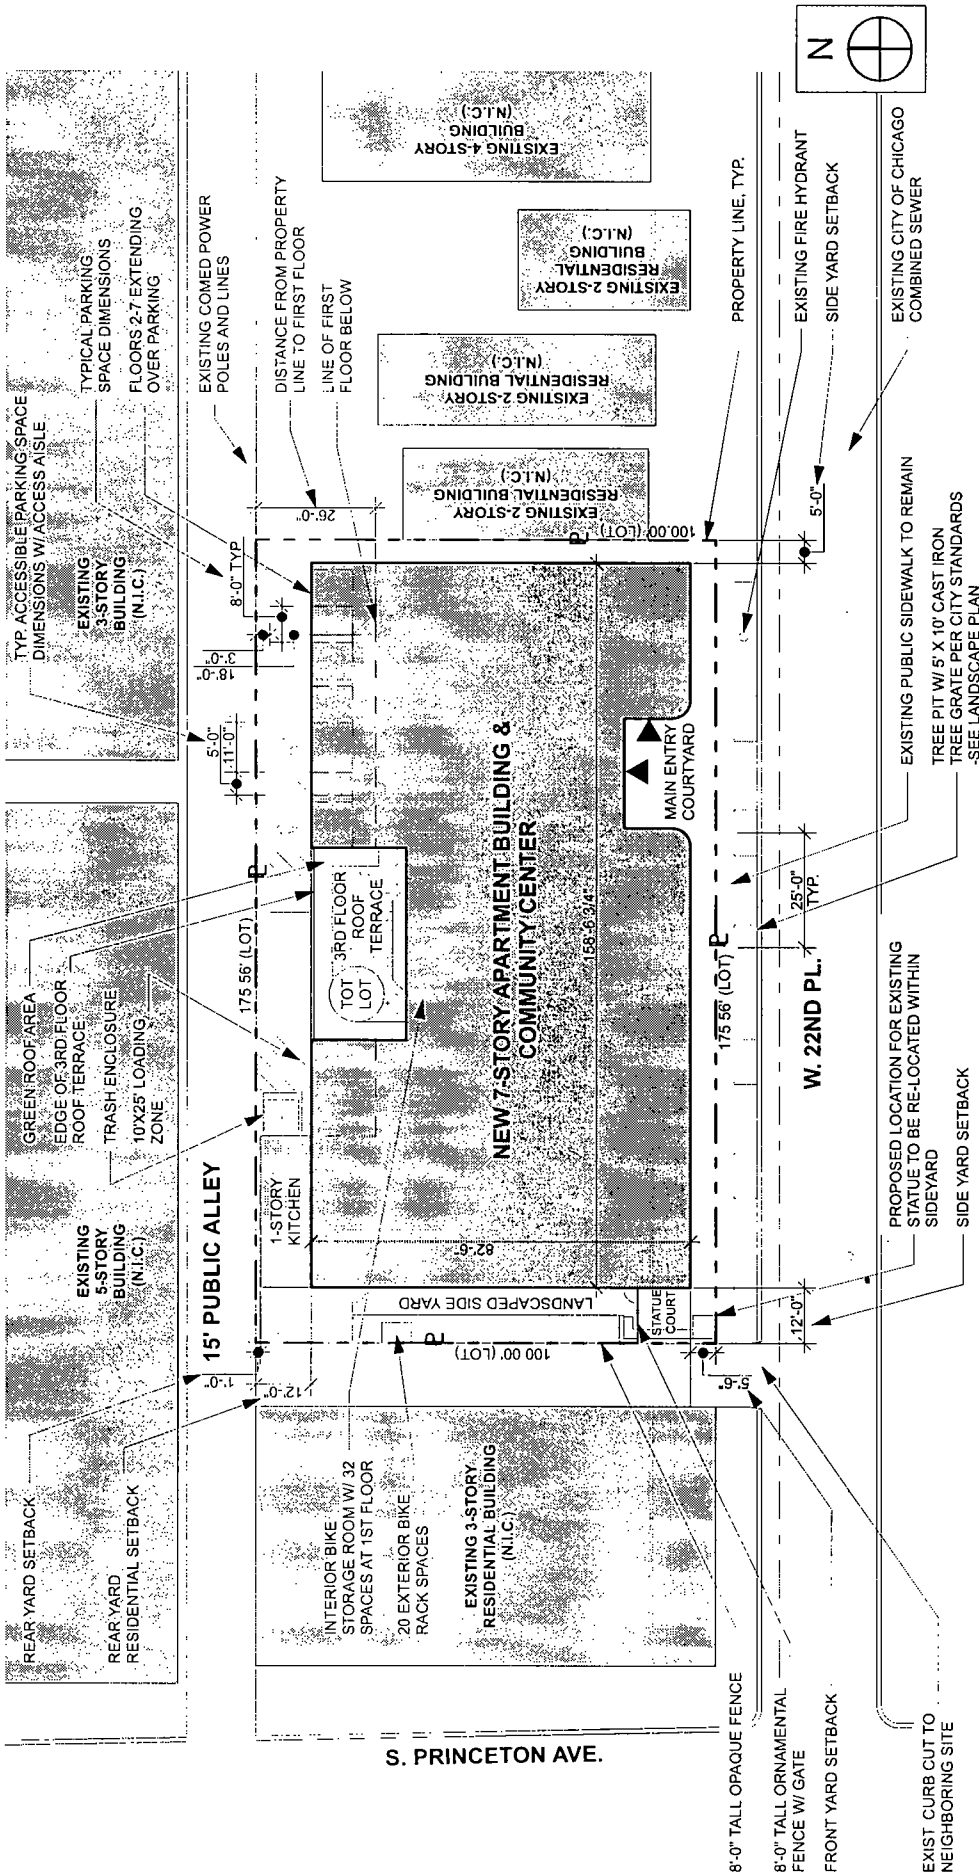 REAR YARD SETBACK
REAR YARD
RESIDENTIAL SETBACK
GREEN ROOF AREA
EDGE OF 3RD FLOOR
ROOF TERRACE
TRASH ENCLOSURE
10'X25' LOADING
ZONE
TYP. ACCESSIBLE PARKING SPACE
DIMENSIONS W/ ACCESS AISLE
TYPICAL PARKING
SPACE DIMENSIONS
FLOORS 2-7 EXTENDING
OVER PARKING
EXISTING COMED POWER
POLES AND LINES
DISTANCE FROM PROPERTY
LINE TO FIRST FLOOR
LINE OF FIRST
FLOOR BELOW
EXISTING
5-STORY
BUILDING
(N.I.C.)
EXISTING
3-STORY
BUILDING
(N.I.C.)
15' PUBLIC ALLEY
1'-0"
12'-0"
175 56' (LOT)
5'-0"
11'-0"
18'-0"
3'-0"
8'-0" TYP
26'-0"
1-STORY
KITCHEN
TOT
LOT
3RD FLOOR
ROOF
TERRACE
INTERIOR BIKE
STORAGE ROOM W/ 32
SPACES AT 1ST FLOOR
20 EXTERIOR BIKE
RACK SPACES
EXISTING 3-STORY
RESIDENTIAL BUILDING
(N.I.C.)
100 00' (LOT)
LANDSCAPED SIDE YARD
82'-6"
NEW 7-STORY APARTMENT BUILDING &
COMMUNITY CENTER
158'-6 3/4"
STATUE
COURT
MAIN ENTRY
COURTYARD
100.00' (LOT)
EXISTING 2-STORY
RESIDENTIAL BUILDING
(N.I.C.)
EXISTING 2-STORY
RESIDENTIAL BUILDING
(N.I.C.)
EXISTING 2-STORY
RESIDENTIAL
BUILDING
(N.I.C.)
EXISTING 4-STORY
BUILDING
(N.I.C.)
S. PRINCETON AVE.
5'-6"
12'-0"
175 56' (LOT)
25'-0"
TYP.
5'-0"
W. 22ND PL.
PROPERTY LINE, TYP.
EXISTING FIRE HYDRANT
SIDE YARD SETBACK
EXISTING CITY OF CHICAGO
COMBINED SEWER
N
8'-0" TALL OPAQUE FENCE
8'-0" TALL ORNAMENTAL
FENCE W/ GATE
FRONT YARD SETBACK
EXIST CURB CUT TO
NEIGHBORING SITE
PROPOSED LOCATION FOR EXISTING
STATUE TO BE RE-LOCATED WITHIN
SIDEYARD
SIDE YARD SETBACK
EXISTING PUBLIC SIDEWALK TO REMAIN
TREE PIT W/ 5' X 10' CAST IRON
TREE GRATE PER CITY STANDARDS
-SEE LANDSCAPE PLAN